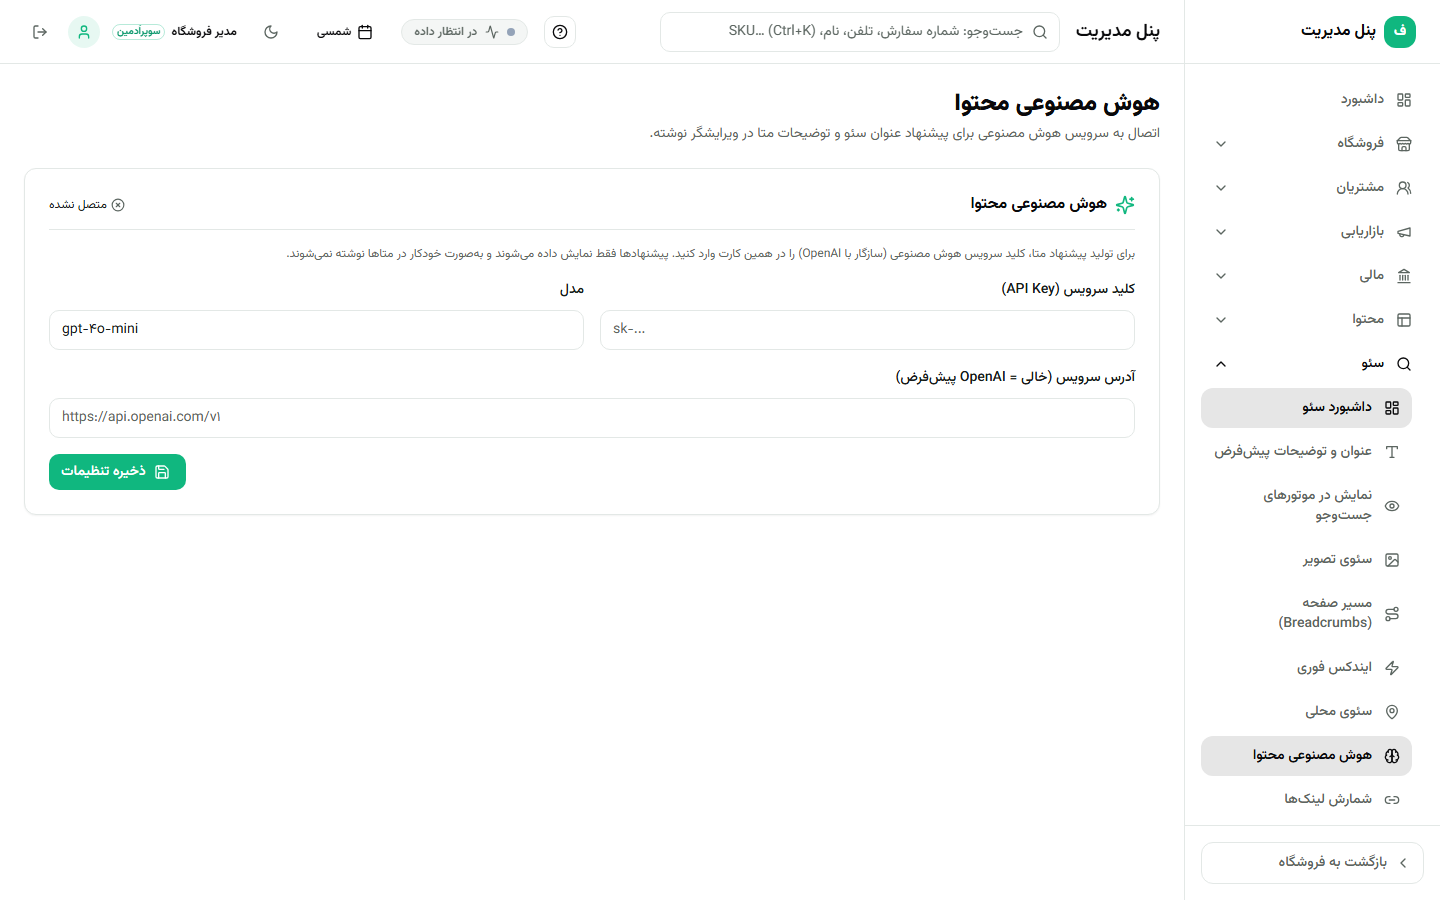 ف
پنل مدیریت
داشبورد
فروشگاه
مشتریان
بازاریابی
مالی
محتوا
سئو
داشبورد سئو
عنوان و توضیحات پیش‌فرض
نمایش در موتورهای
جست‌وجو
سئوی تصویر
مسیر صفحه
(Breadcrumbs)
ایندکس فوری
سئوی محلی
هوش مصنوعی محتوا
شمارش لینک‌ها
بازگشت به فروشگاه
پنل مدیریت
جست‌وجو: شماره سفارش، تلفن، نام، SKU… (Ctrl+K)
در انتظار داده
شمسی
مدیر فروشگاه
سوپرادمین
هوش مصنوعی محتوا
اتصال به سرویس هوش مصنوعی برای پیشنهاد عنوان سئو و توضیحات متا در ویرایشگر نوشته.
هوش مصنوعی محتوا
متصل نشده
برای تولید پیشنهاد متا، کلید سرویس هوش مصنوعی (سازگار با OpenAI) را در همین کارت وارد کنید. پیشنهادها فقط نمایش داده می‌شوند و به‌صورت خودکار در متاها نوشته نمی‌شوند.
کلید سرویس (API Key)
sk-...
مدل
gpt-۴o-mini
آدرس سرویس (خالی = OpenAI پیش‌فرض)
https://api.openai.com/v۱
ذخیره تنظیمات